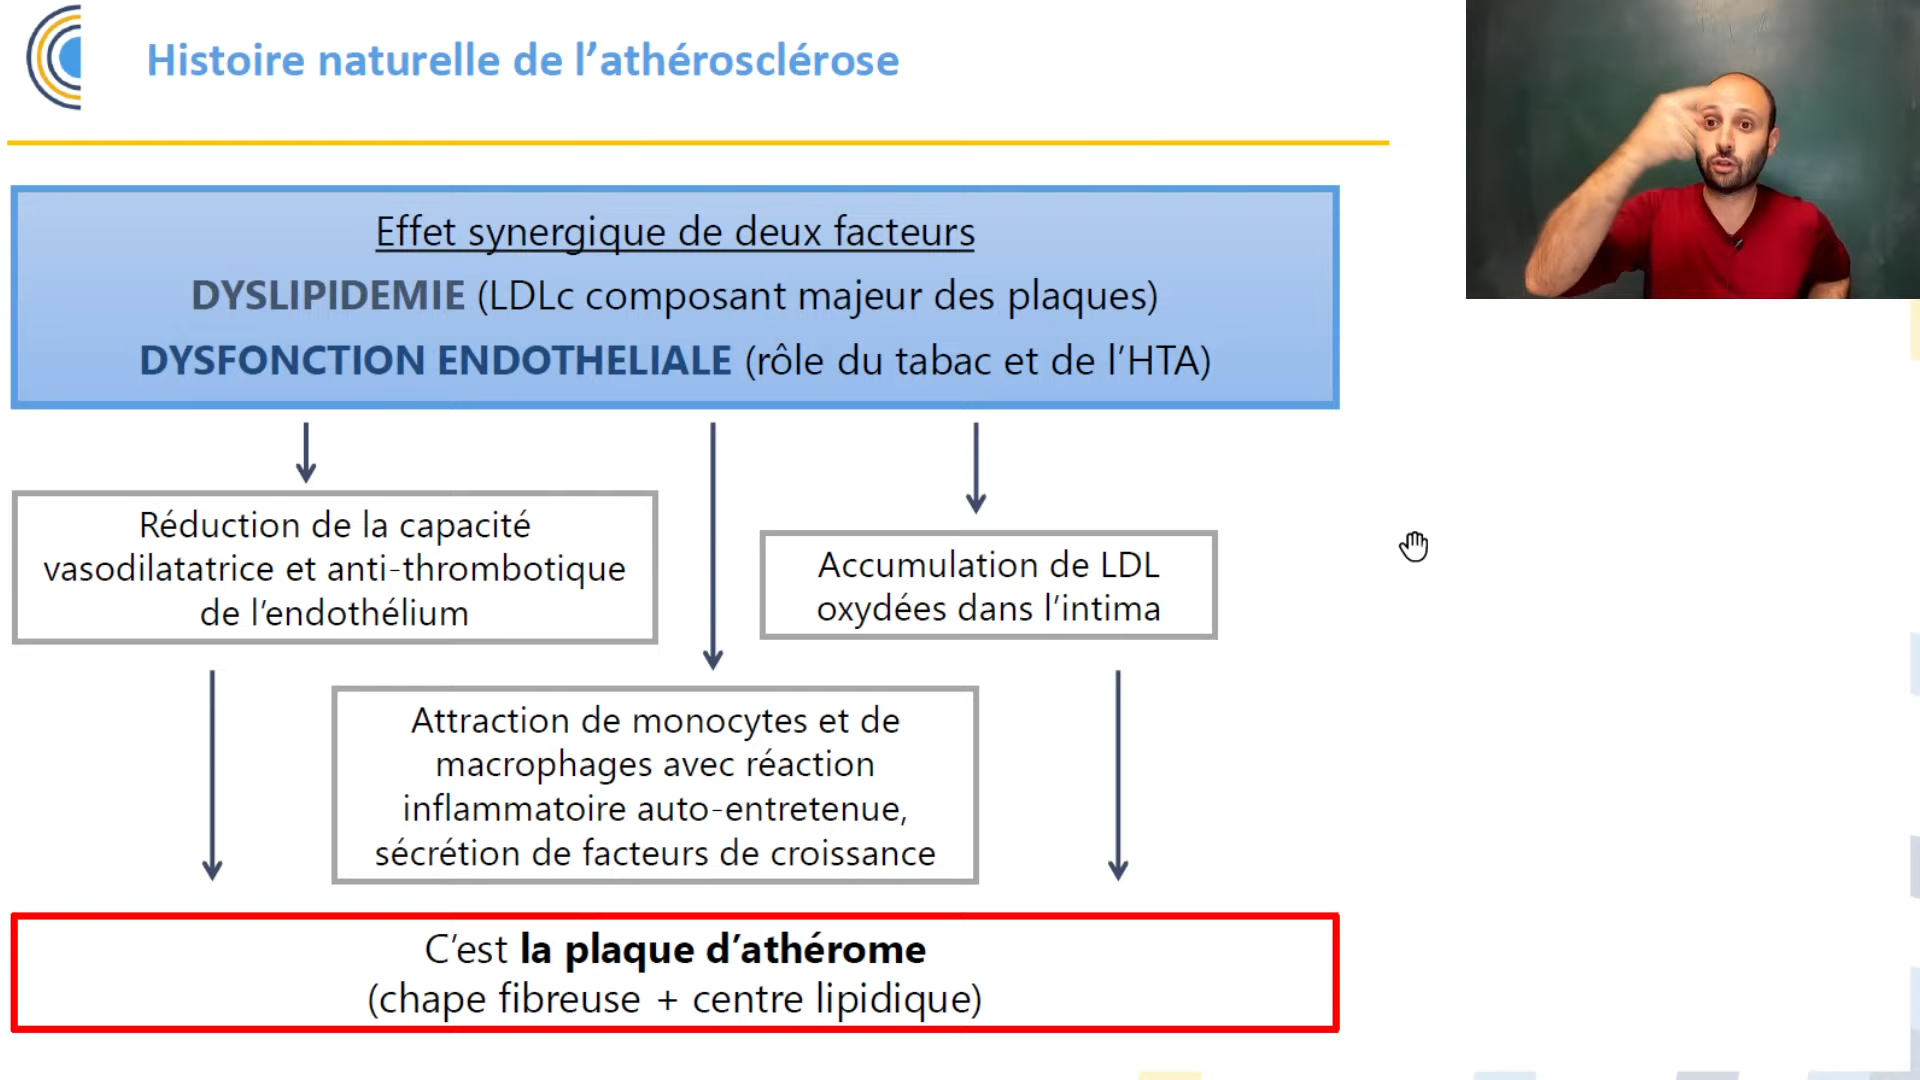 Histoire naturelle de l’athérosclérose
Effet synergique de deux facteurs
DYSLIPIDEMIE (LDLc composant majeur des plaques)
DYSFONCTION ENDOTHELIALE (rôle du tabac et de l’HTA)
Réduction de la capacité
vasodilatatrice et anti-thrombotique
de l’endothélium
Accumulation de LDL
oxydées dans l’intima
Attraction de monocytes et de
macrophages avec réaction
inflammatoire auto-entretenue,
sécrétion de facteurs de croissance
C’est la plaque d’athérome
(chape fibreuse + centre lipidique)